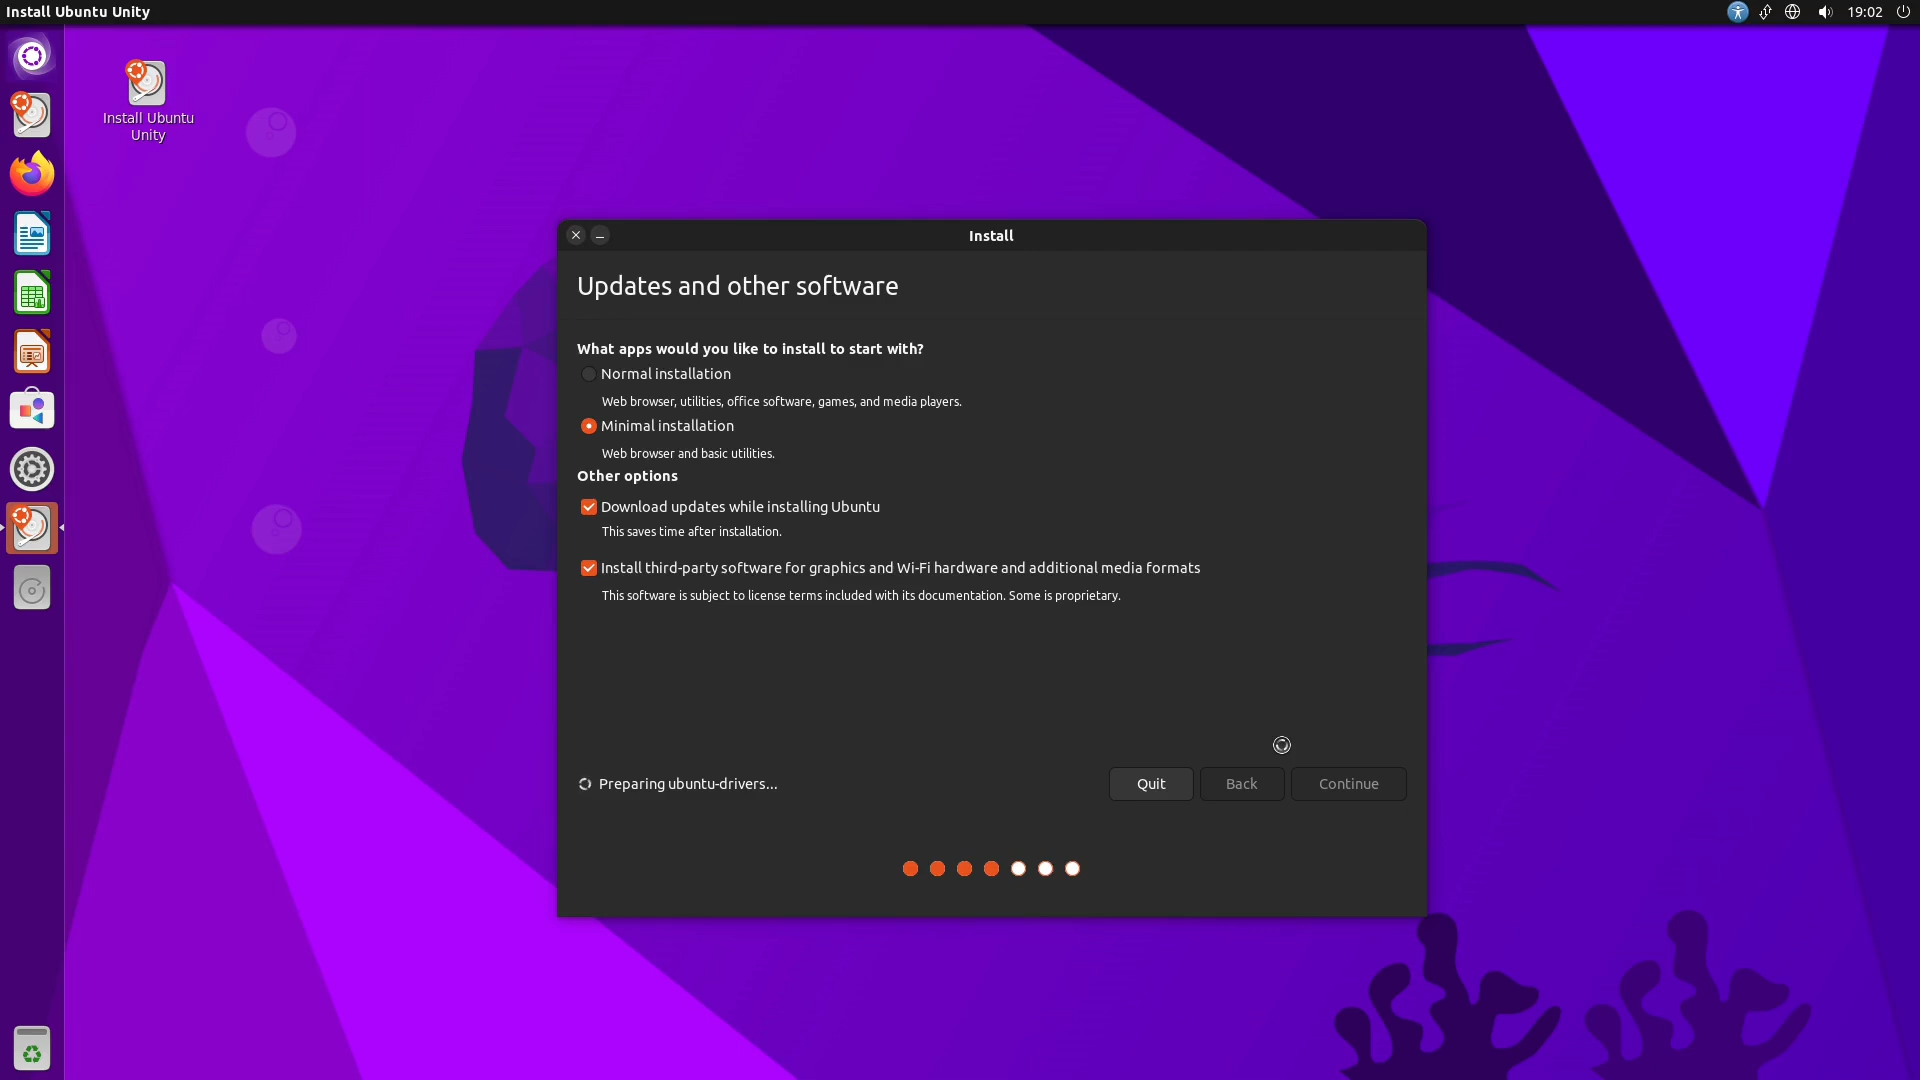 Install Ubuntu Unity
19:02
Install Ubuntu
Unity
Install
Updates and other software
What apps would you like to install to start with?
Normal installation
Web browser, utilities, office software, games, and media players.
Minimal installation
Web browser and basic utilities.
Other options
Download updates while installing Ubuntu
This saves time after installation.
Install third-party software for graphics and Wi-Fi hardware and additional media formats
This software is subject to license terms included with its documentation. Some is proprietary.
Preparing ubuntu-drivers...
Quit
Back
Continue